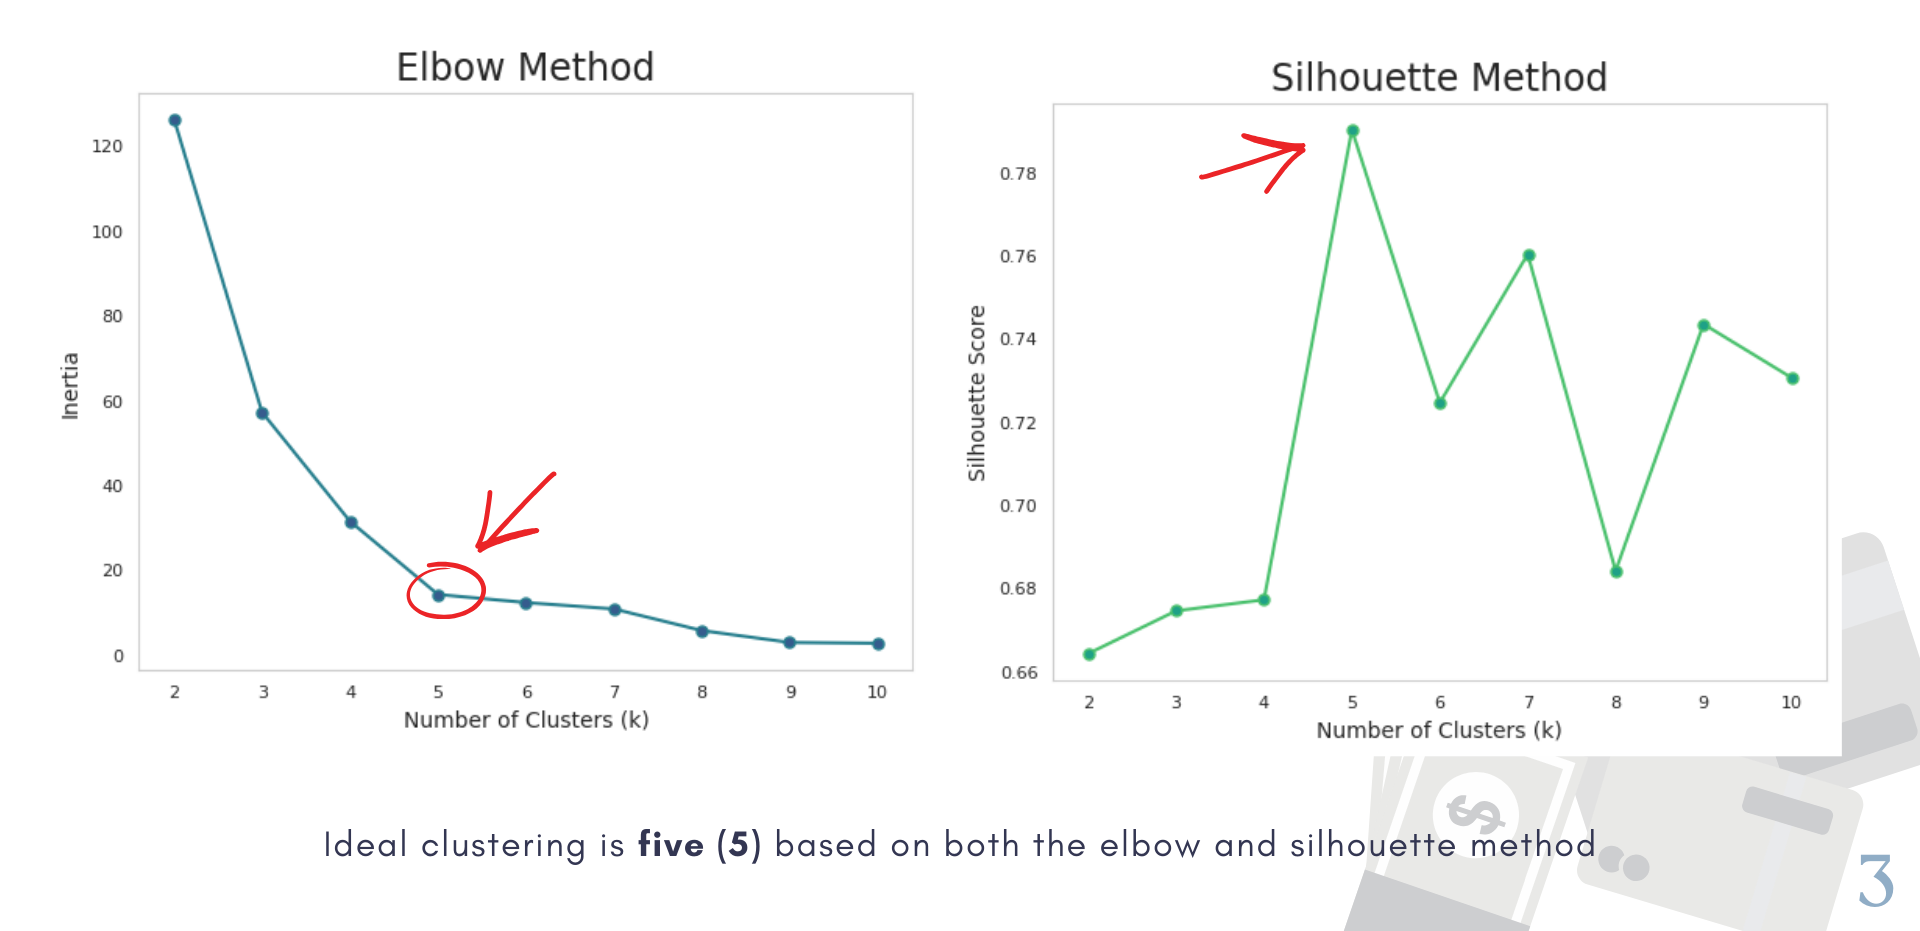 Elbow Method
120
100
80
60
40
20
0
Inertia
2 3 4 5 6 7 8 9 10
Number of Clusters (k)
Silhouette Method
0.78
0.76
0.74
0.72
0.70
0.68
0.66
Silhouette Score
2 3 4 5 6 7 8 9 10
Number of Clusters (k)
$
Ideal clustering is five (5) based on both the elbow and silhouette method
3